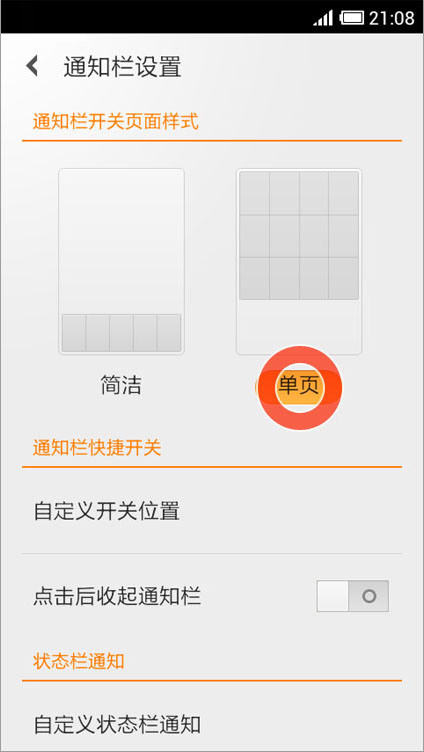 21:08
通知栏设置
通知栏开关页面样式
简洁
单页
通知栏快捷开关
自定义开关位置
点击后收起通知栏
状态栏通知
自定义状态栏通知